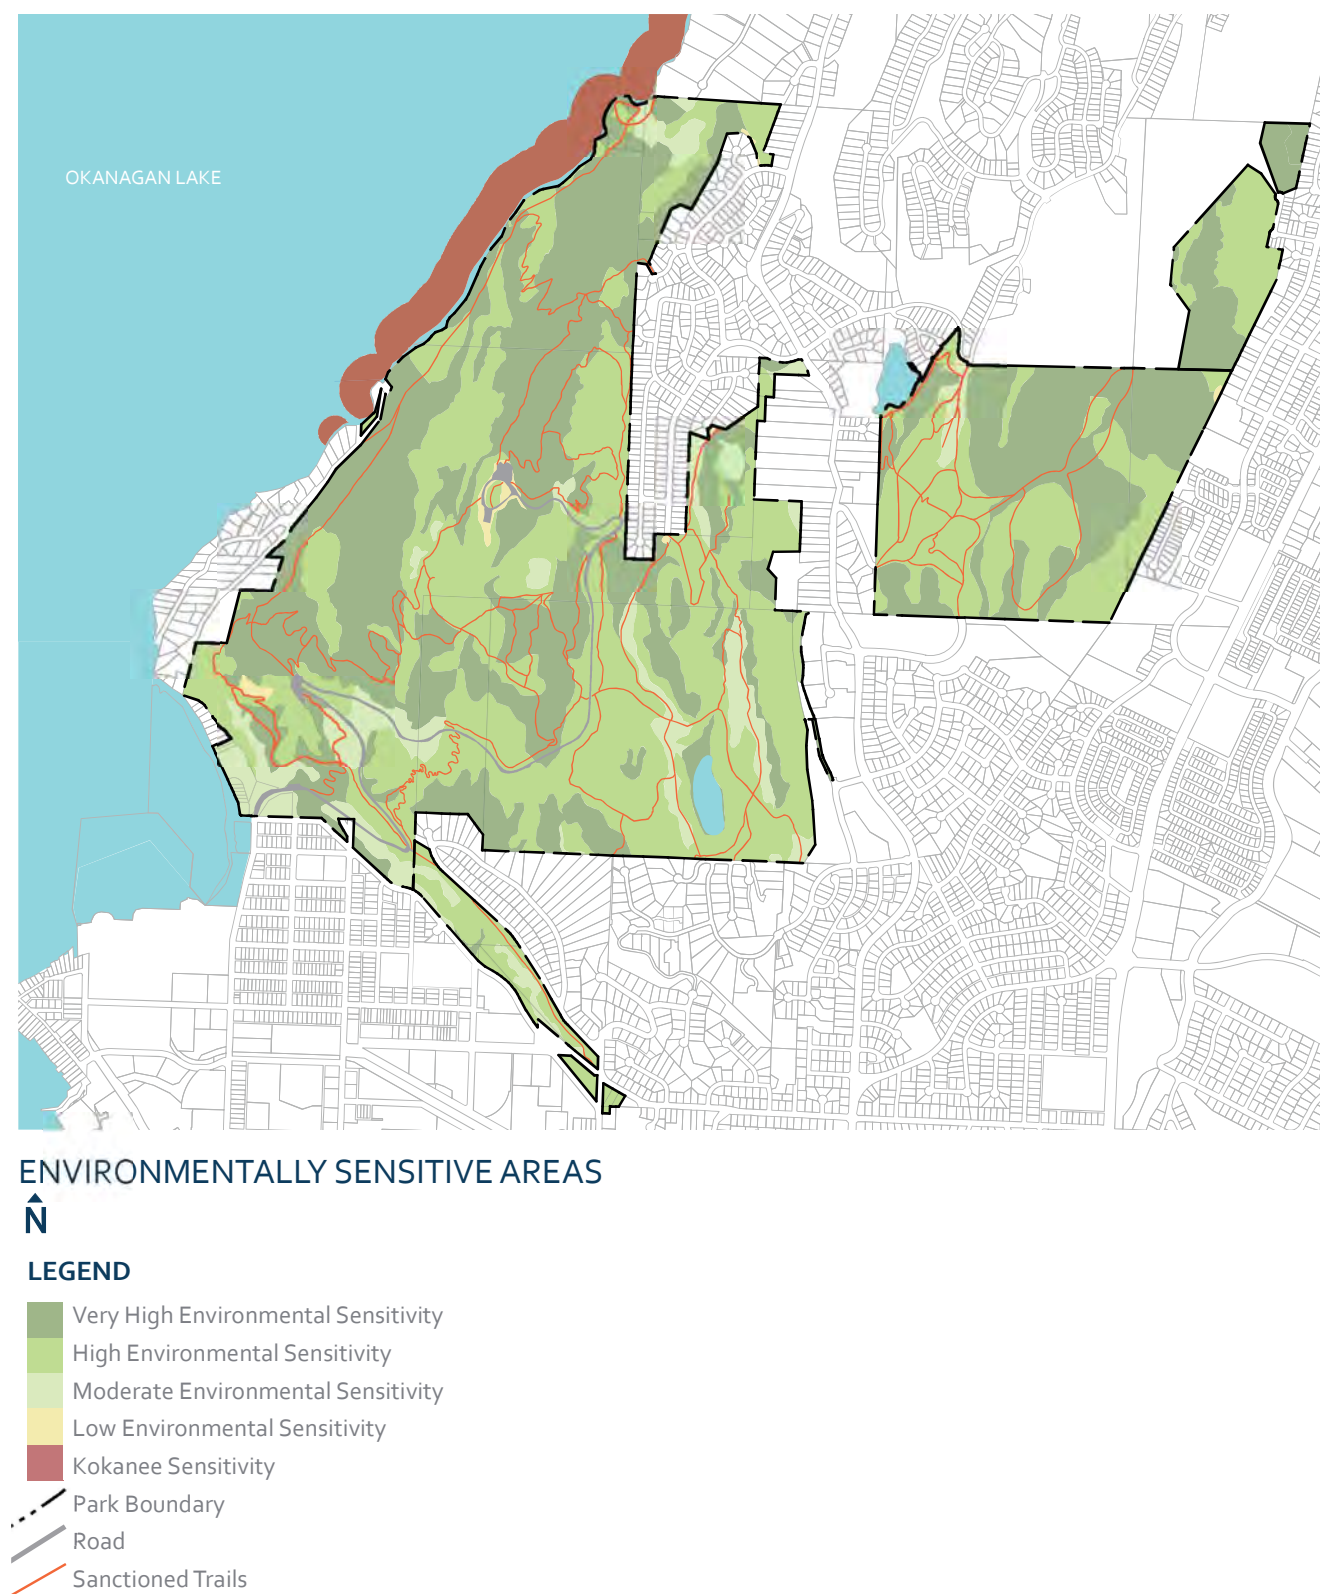 OKANAGAN LAKE
ENVIRONMENTALLY SENSITIVE AREAS
N
LEGEND
Very High Environmental Sensitivity
High Environmental Sensitivity
Moderate Environmental Sensitivity
Low Environmental Sensitivity
Kokanee Sensitivity
Park Boundary
Road
Sanctioned Trails